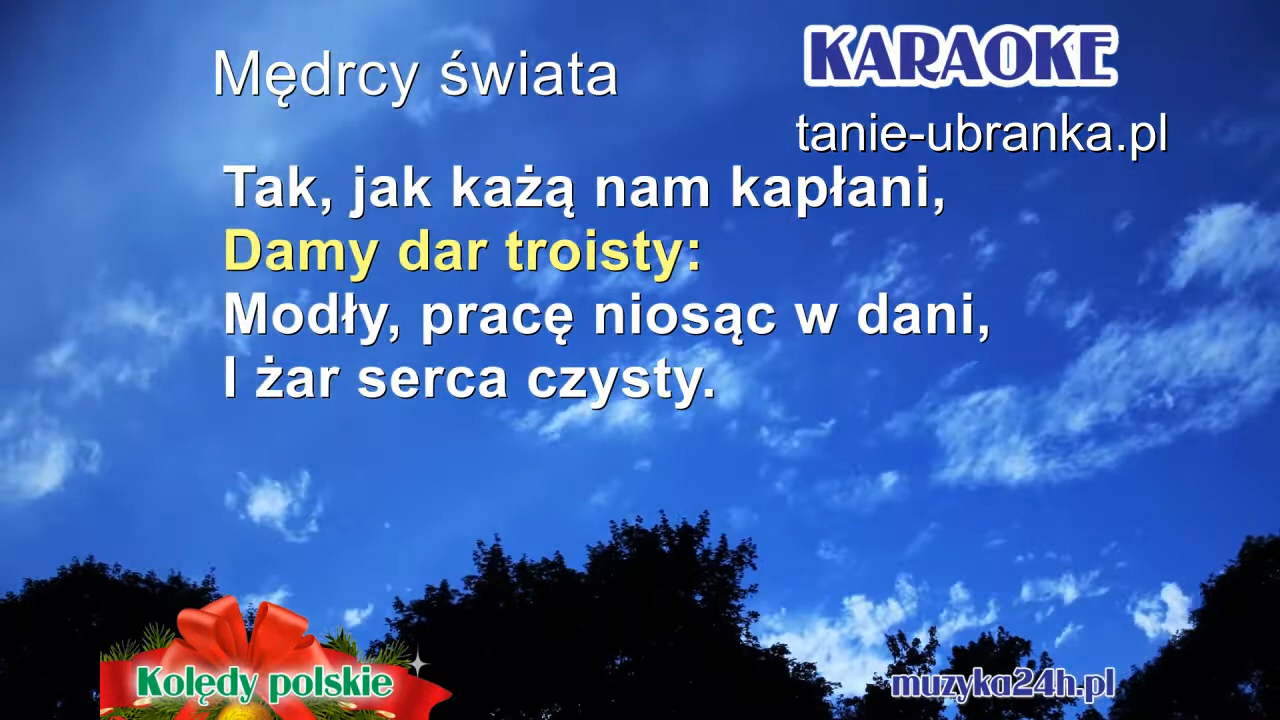 Mędrcy świata
KARAOKE
tanie-ubranka.pl
Tak, jak każą nam kapłani,
Damy dar troisty:
Modły, pracę niosąc w dani,
I żar serca czysty.
Kolędy polskie
muzyka24h.pl